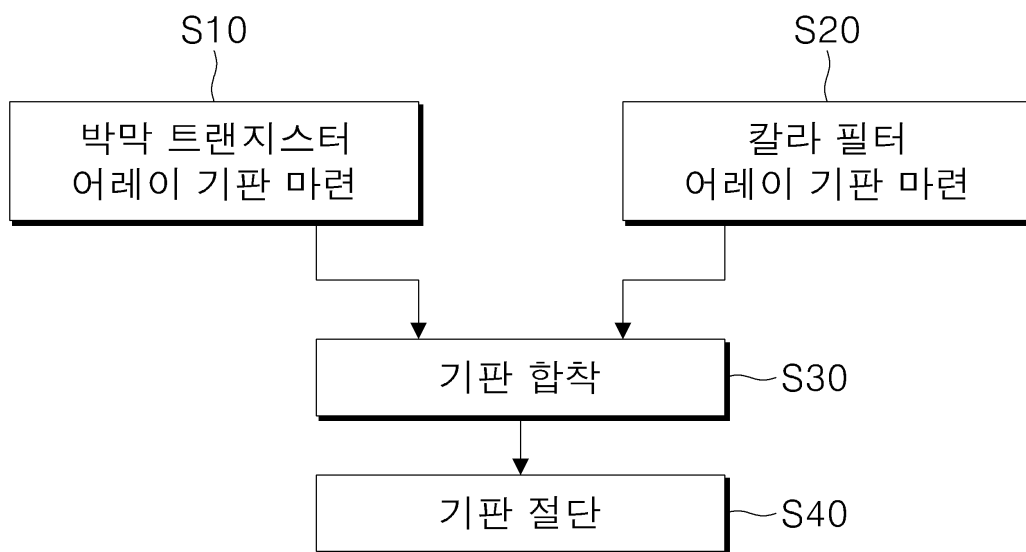 S10
S20
박막 트랜지스터
어레이 기판 마련
칼라 필터
어레이 기판 마련
기판 합착
S30
기판 절단
S40